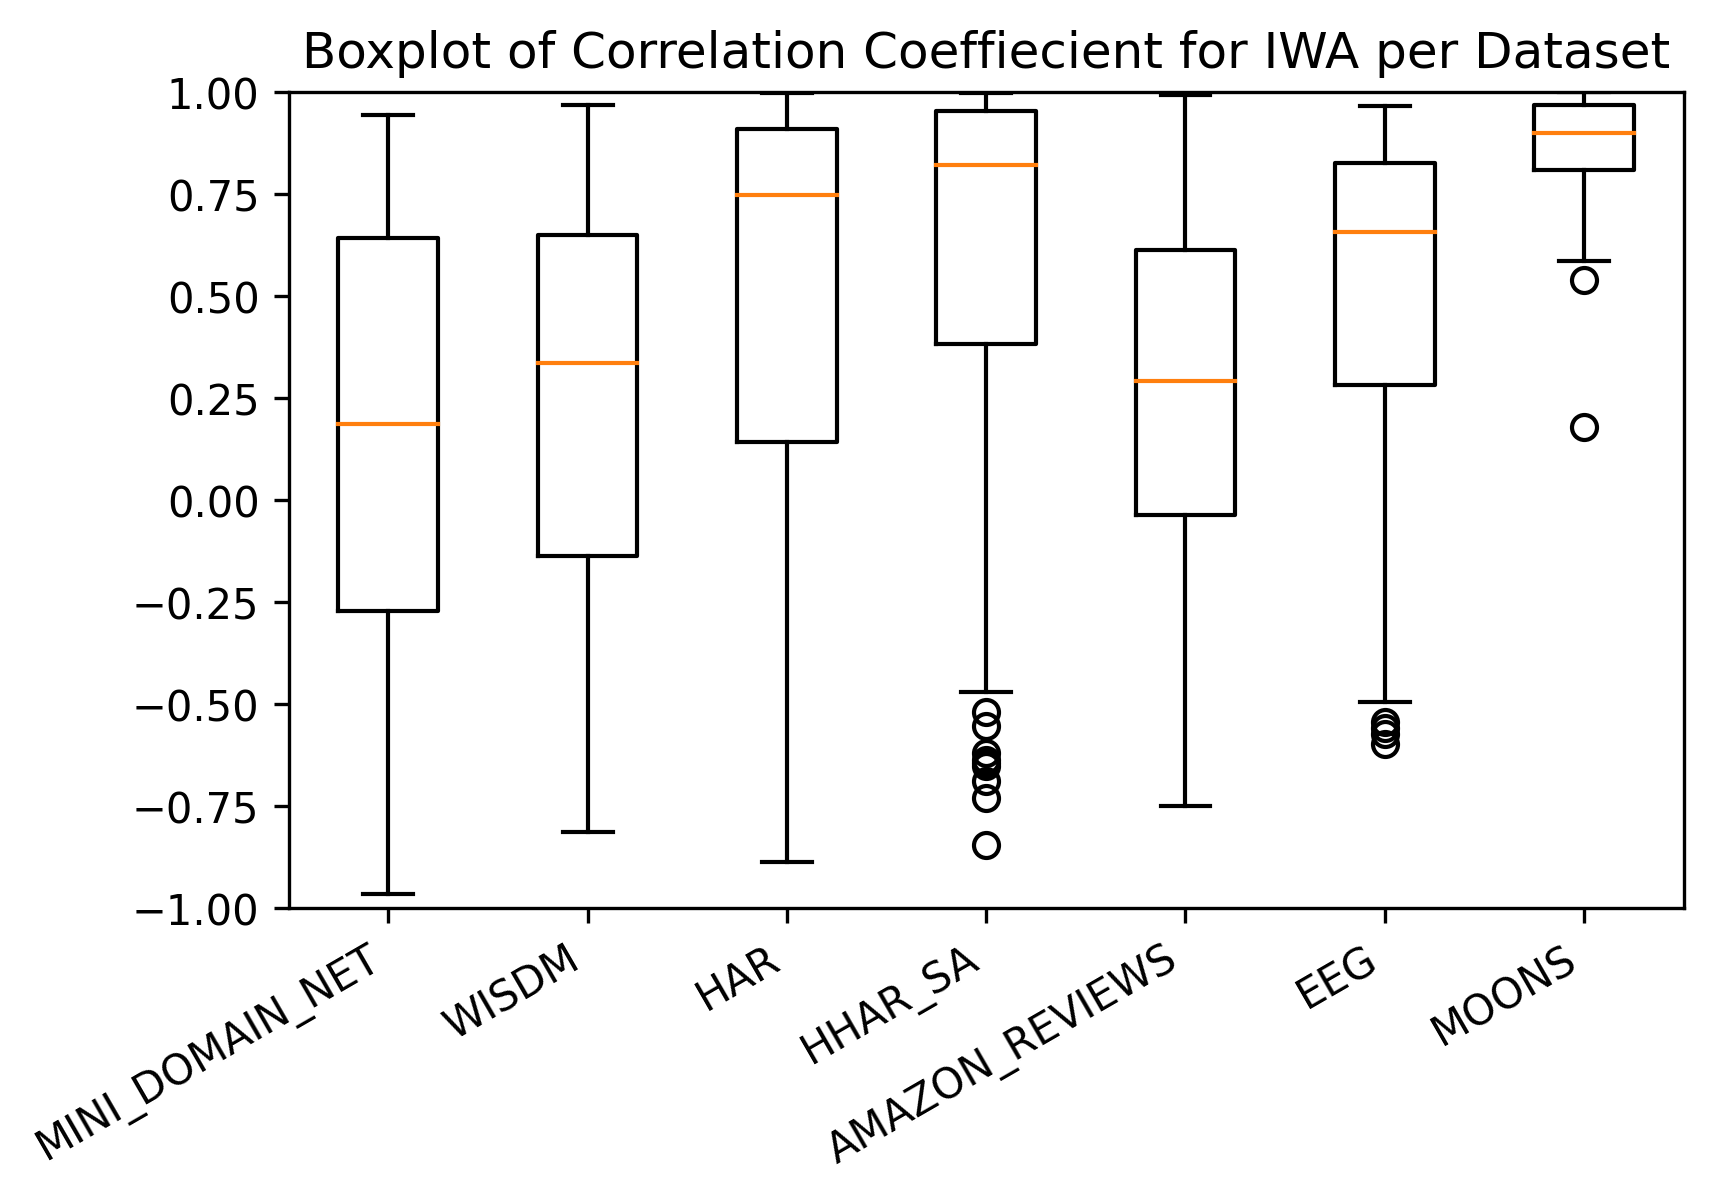 Boxplot of Correlation Coeffiecient for IWA per Dataset
1.00
0.75
0.50
0.25
0.00
−0.25
−0.50
−0.75
−1.00
MINI_DOMAIN_NET
WISDM
HAR
HHAR_SA
AMAZON_REVIEWS
EEG
MOONS